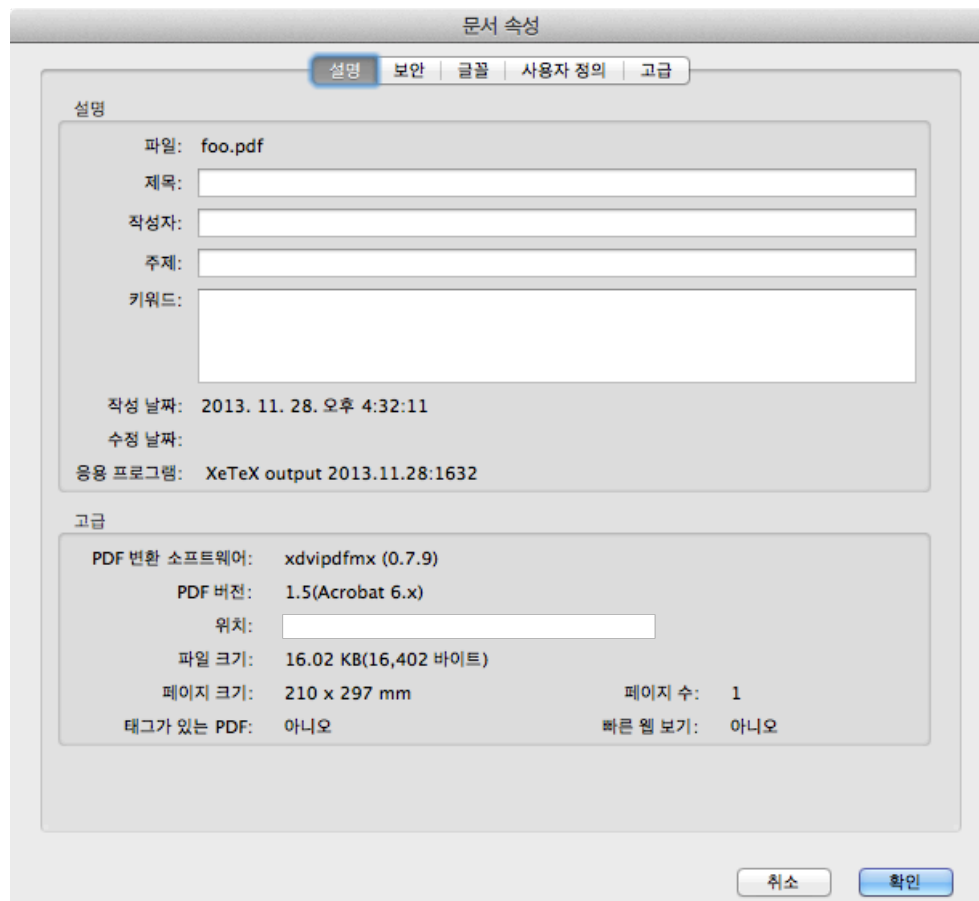 문서 속성
설명 보안 글꼴 사용자 정의 고급
설명
파일: foo.pdf
제목:
작성자:
주제:
키워드:
작성 날짜: 2013. 11. 28. 오후 4:32:11
수정 날짜:
응용 프로그램: XeTeX output 2013.11.28:1632
고급
PDF 변환 소프트웨어: xdvipdfmx (0.7.9)
PDF 버전: 1.5(Acrobat 6.x)
위치:
파일 크기: 16.02 KB(16,402 바이트)
페이지 크기: 210 x 297 mm 페이지 수: 1
태그가 있는 PDF: 아니오 빠른 웹 보기: 아니오
취소 확인